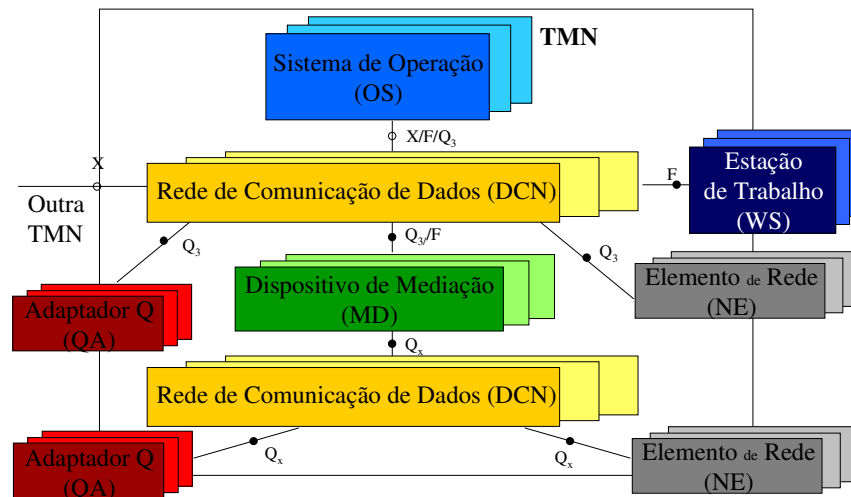 TMN
Sistema de Operação
(OS)
X/F/Q3
X
Outra
TMN
Rede de Comunicação de Dados (DCN)
F
Estação
de Trabalho
(WS)
Q3
Q3/F
Q3
Adaptador Q
(QA)
Dispositivo de Mediação
(MD)
Elemento de Rede
(NE)
Qx
Rede de Comunicação de Dados (DCN)
Qx
Qx
Adaptador Q
(QA)
Elemento de Rede
(NE)